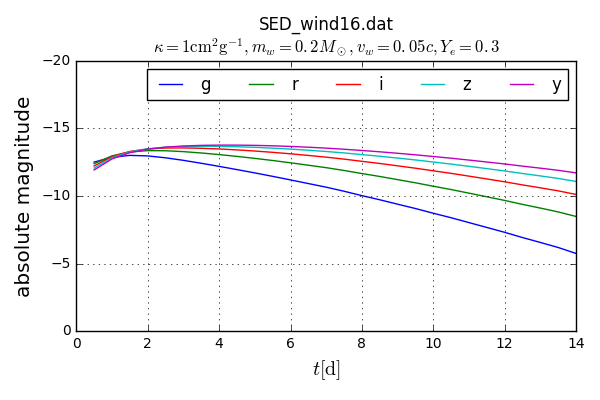 SED_wind16.dat
κ = 1cm²g⁻¹, m_w = 0.2M_⊙, v_w = 0.05c, Y_e = 0.3
g r i z y
absolute magnitude
−20
−15
−10
−5
0
0 2 4 6 8 10 12 14
t[d]